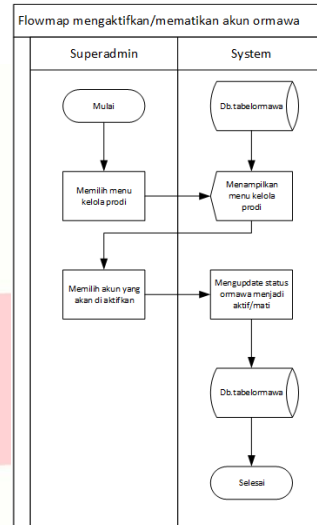 Flowmap mengaktifkan/mematikan akun ormawa
Superadmin
System
Mulai
Db.tabelormawa
Memilih menu
kelola prodi
Menampilkan
menu kelola
prodi
Memilih akun yang
akan di aktifkan
Mengupdate status
ormawa menjadi
aktif/mati
Db.tabelormawa
Selesai